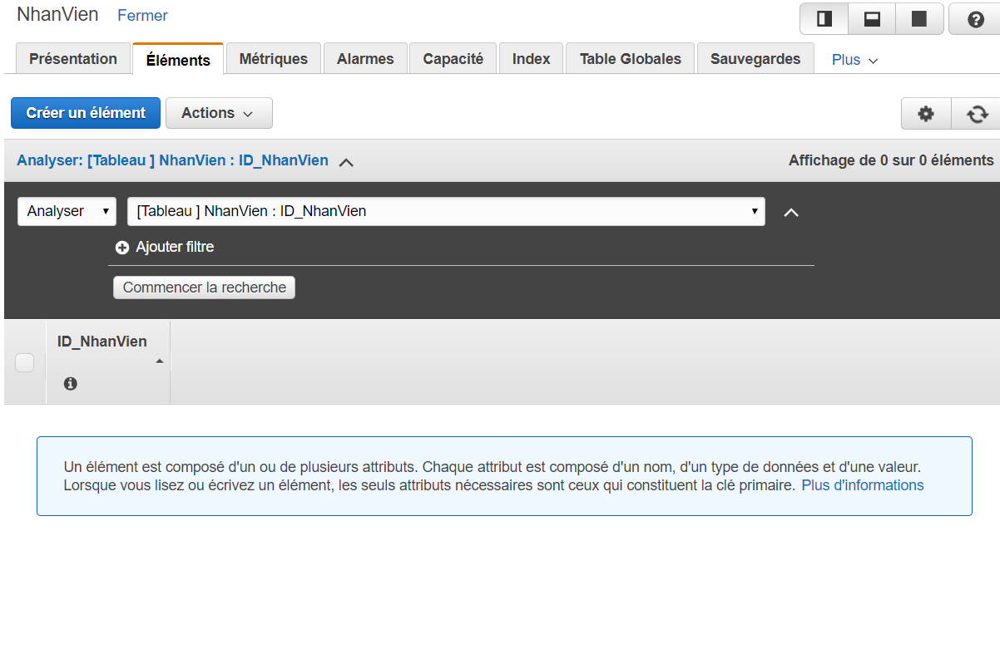 NhanVien Fermer
Présentation Éléments Métriques Alarmes Capacité Index Table Globales Sauvegardes Plus
Créer un élément Actions
Analyser: [Tableau ] NhanVien : ID_NhanVien Affichage de 0 sur 0 éléments
Analyser [Tableau ] NhanVien : ID_NhanVien
Ajouter filtre
Commencer la recherche
ID_NhanVien
Un élément est composé d'un ou de plusieurs attributs. Chaque attribut est composé d'un nom, d'un type de données et d'une valeur.
Lorsque vous lisez ou écrivez un élément, les seuls attributs nécessaires sont ceux qui constituent la clé primaire. Plus d'informations